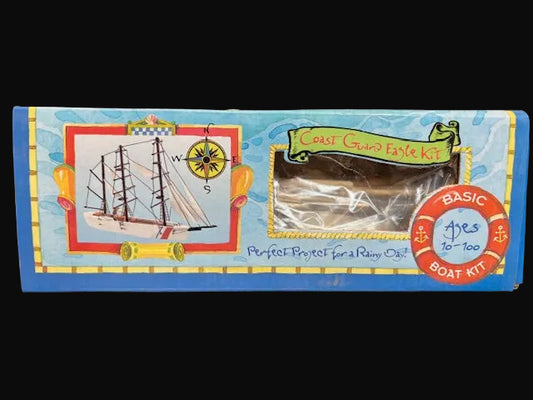 N
W E
S
Coast Guard Eagle Kit
Perfect Project for a Rainy Day!
BASIC
Ages
10-100
BOAT KIT